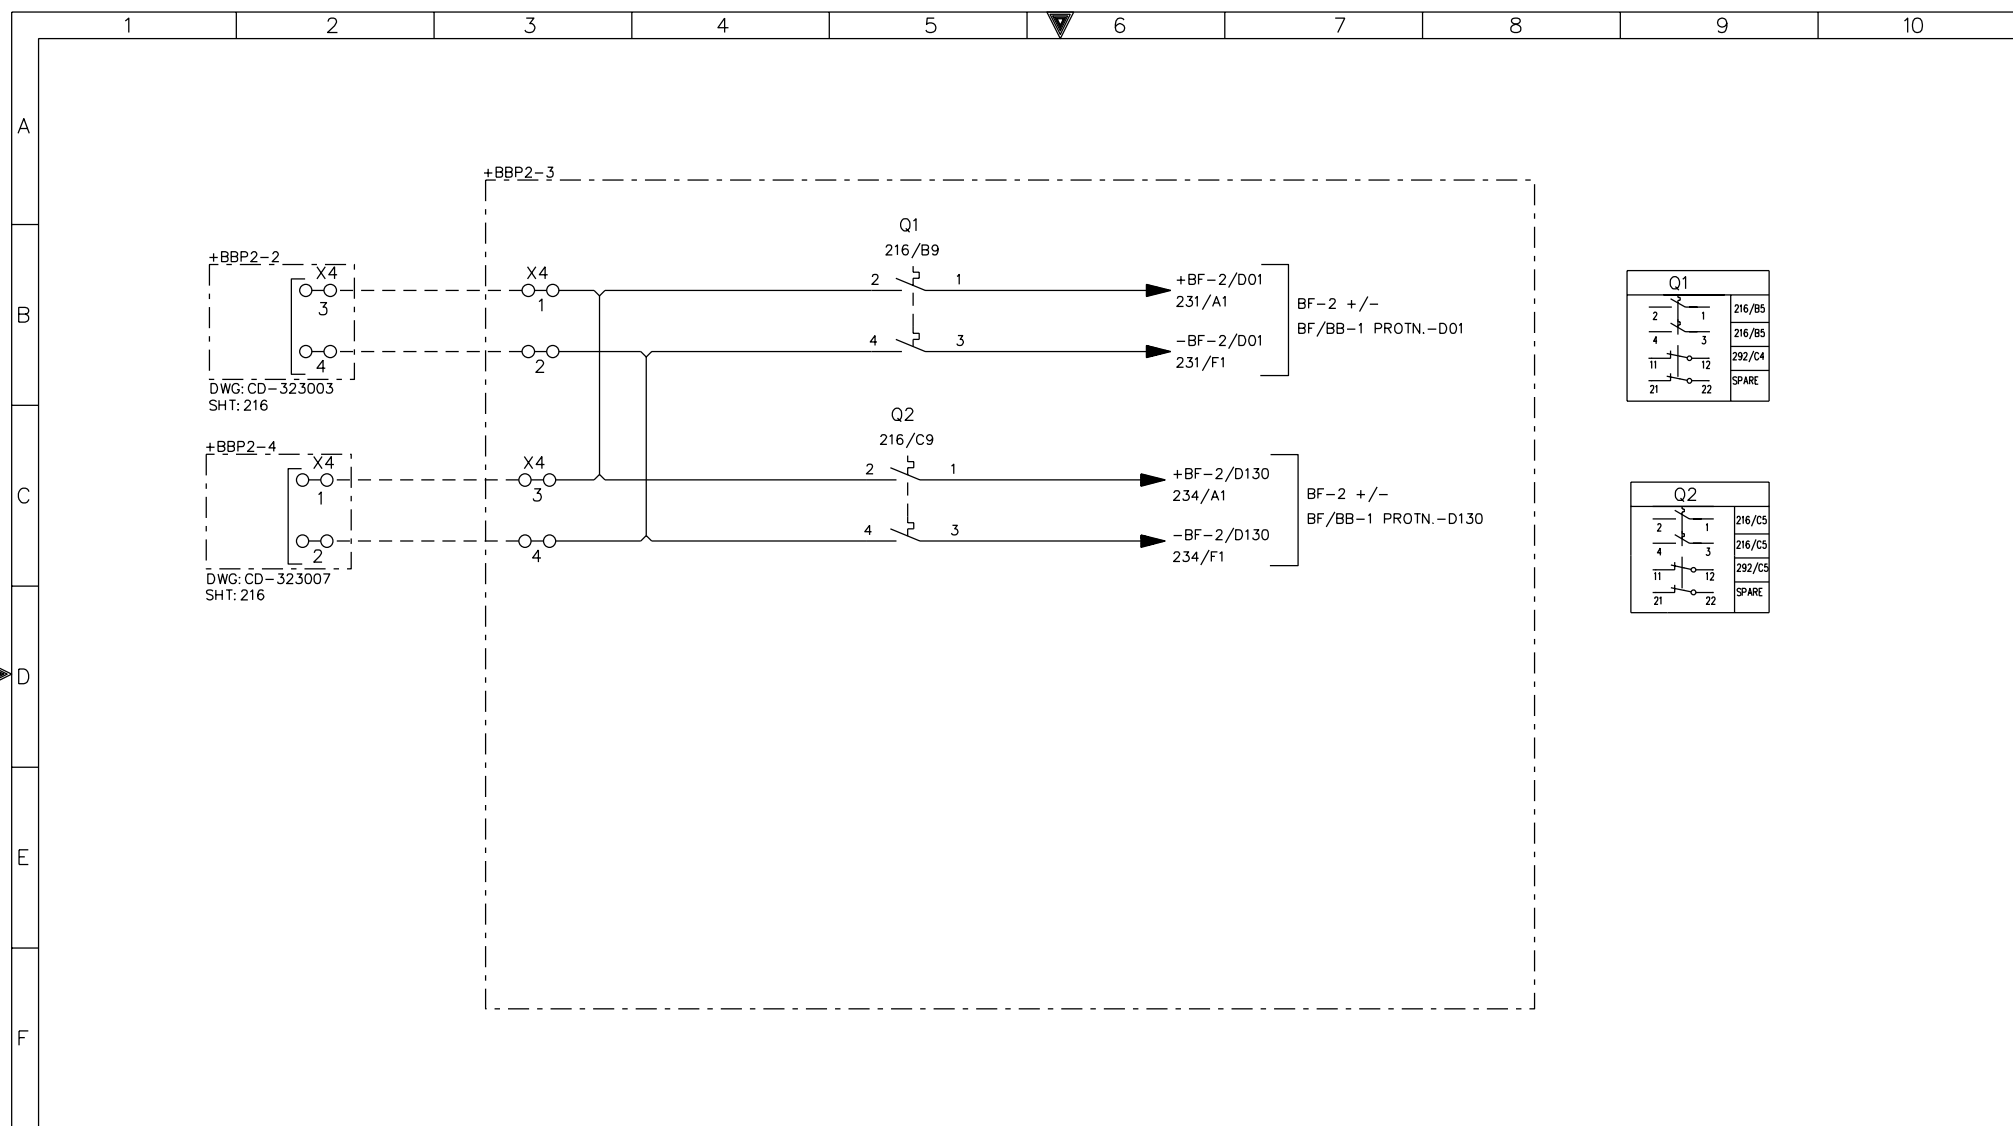 1 2 3 4 5 6 7 8 9 10
A
B
C
D
E
F
+BBP2-3
+BBP2-2
X4
3
4
DWG: CD-323003
SHT: 216
X4
1
2
Q1
216/B9
2 1
4 3
+BF-2/D01
231/A1
-BF-2/D01
231/F1
BF-2 +/-
BF/BB-1 PROTN.-D01
+BBP2-4
X4
1
2
DWG: CD-323007
SHT: 216
X4
3
4
Q2
216/C9
2 1
4 3
+BF-2/D130
234/A1
-BF-2/D130
234/F1
BF-2 +/-
BF/BB-1 PROTN.-D130
Q1
2 1 216/B5
4 3 216/B5
11 12 292/C4
21 22 SPARE
Q2
2 1 216/C5
4 3 216/C5
11 12 292/C5
21 22 SPARE